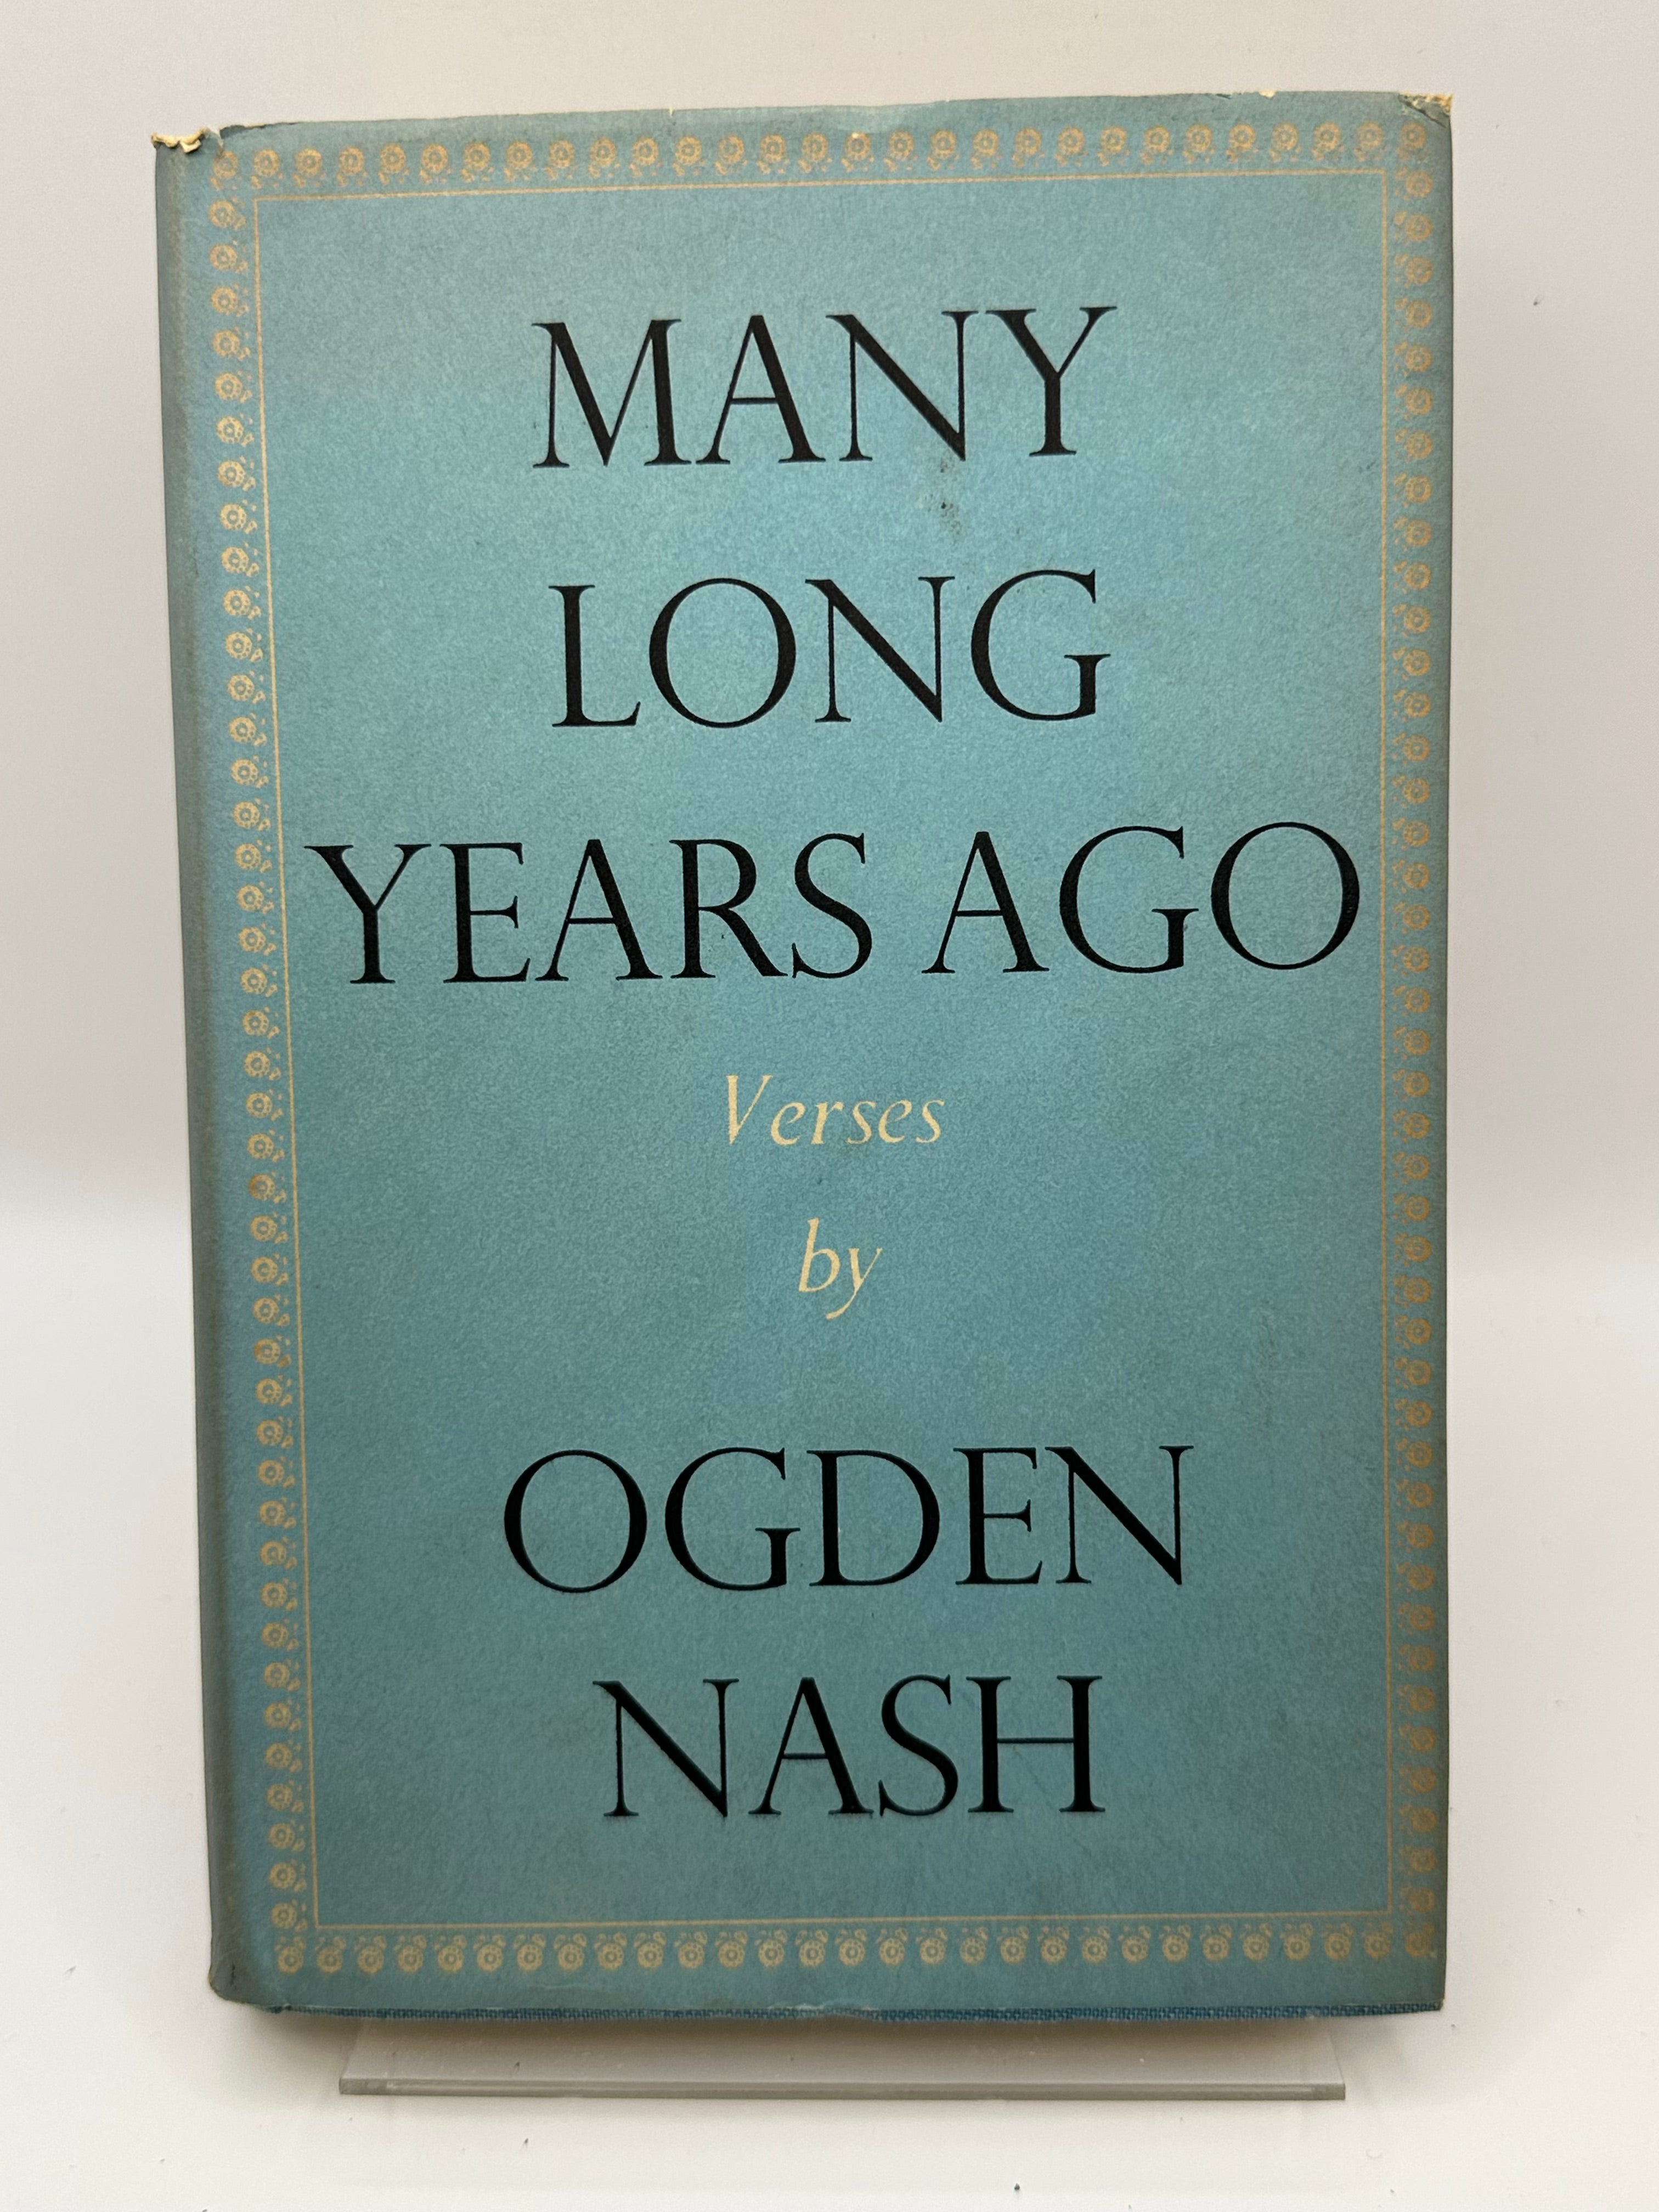 MANY
LONG
YEARS AGO
Verses
by
OGDEN
NASH